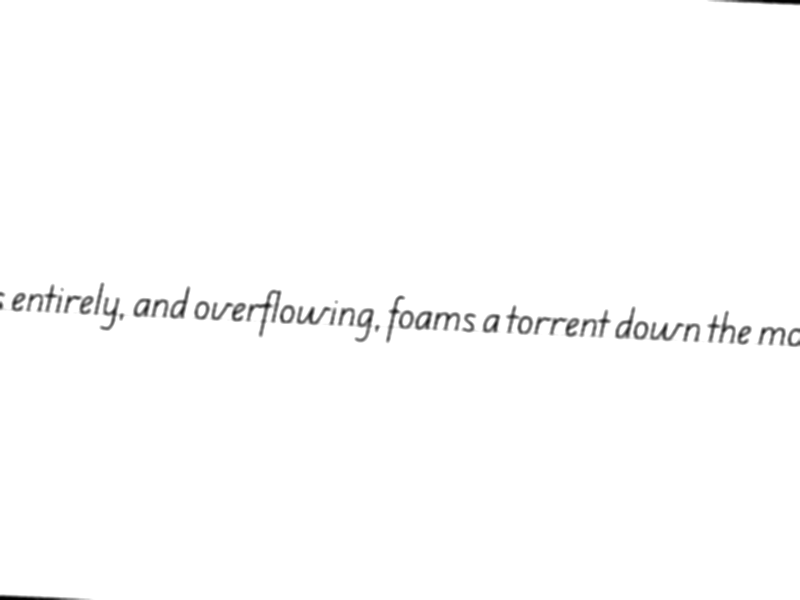 entirely, and overflowing, foams a torrent down the